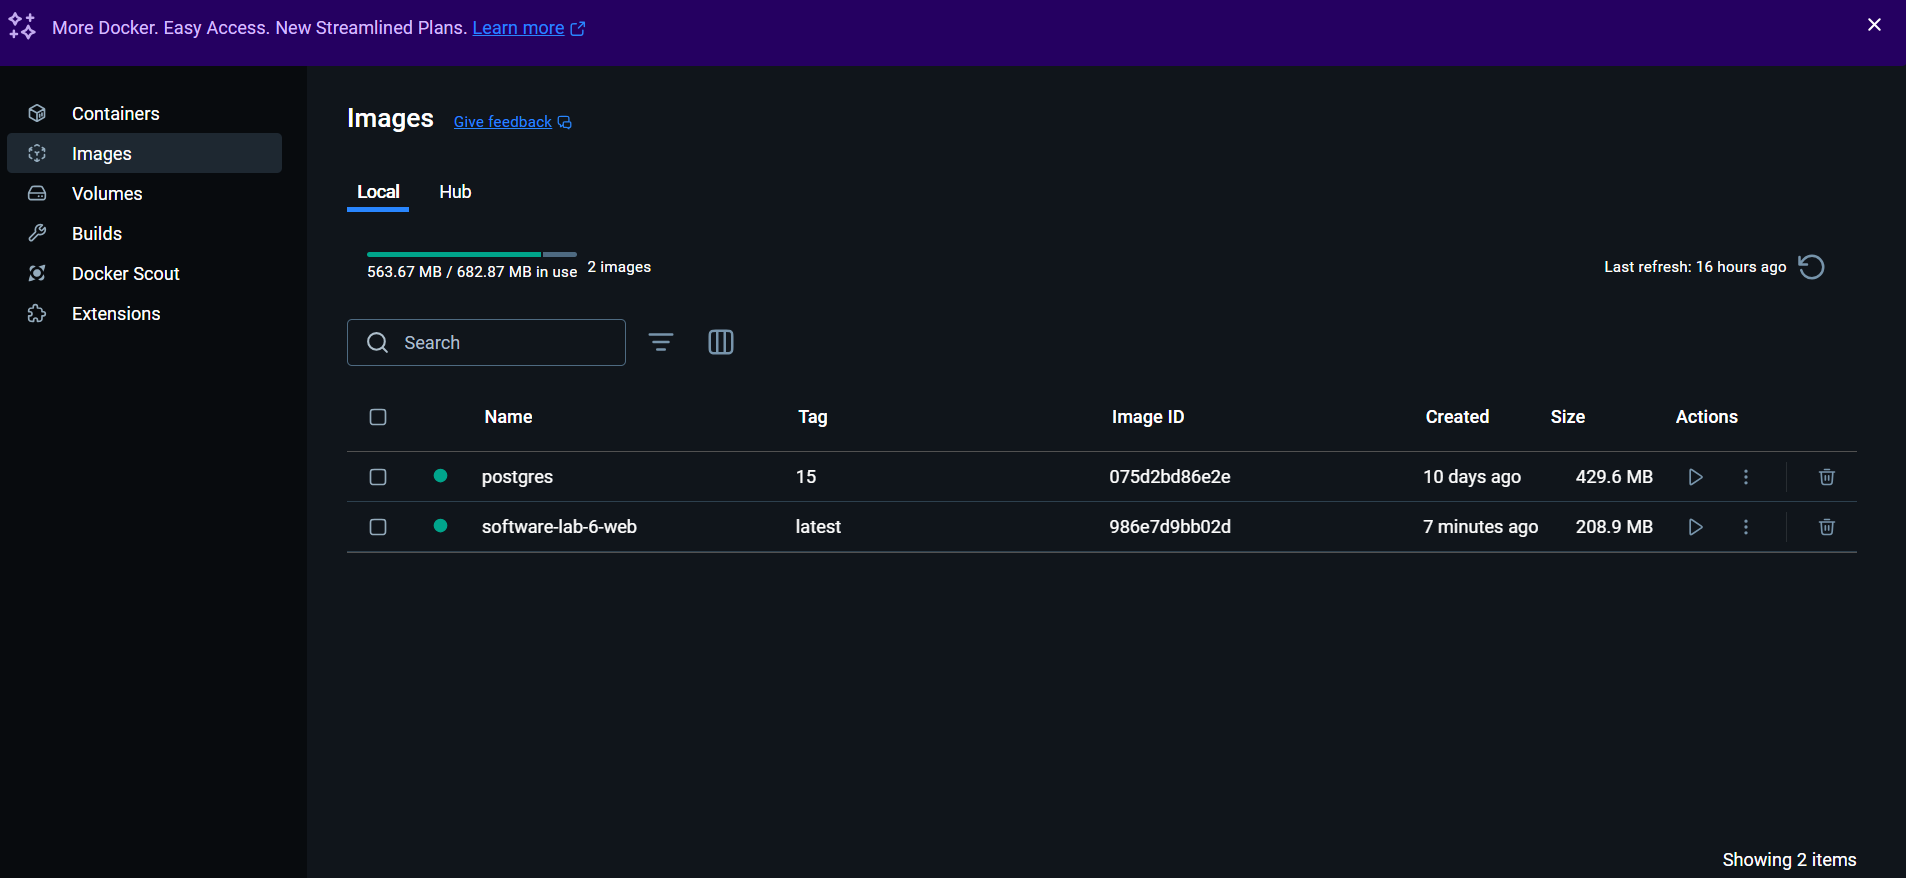 More Docker. Easy Access. New Streamlined Plans. Learn more
Containers
Images
Volumes
Builds
Docker Scout
Extensions
Images Give feedback
Local Hub
563.67 MB / 682.87 MB in use 2 images
Last refresh: 16 hours ago
Search
Name Tag Image ID Created Size Actions
postgres 15 075d2bd86e2e 10 days ago 429.6 MB
software-lab-6-web latest 986e7d9bb02d 7 minutes ago 208.9 MB
Showing 2 items